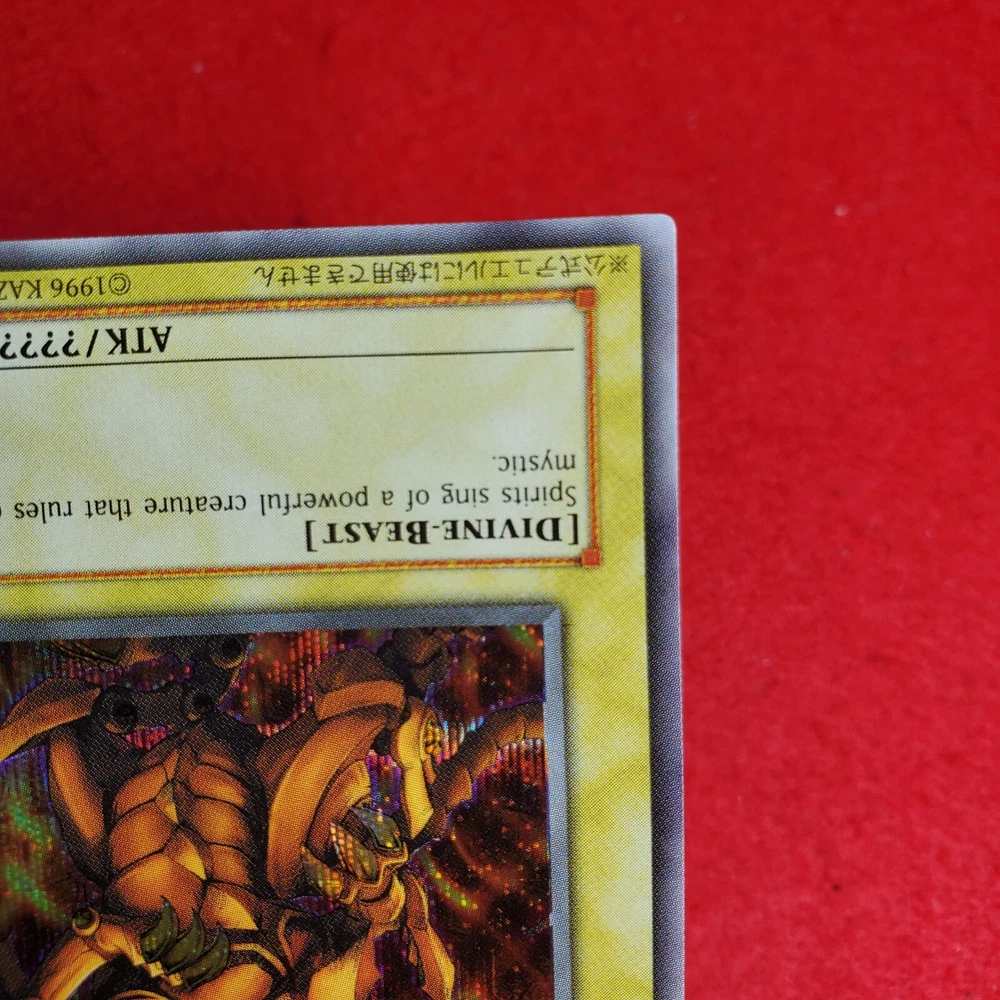 [DIVINE-BEAST]
Spirits sing of a powerful creature that rules
mystic.
ATK/????
※公式デュエルには使用できません
©1996 KAZ